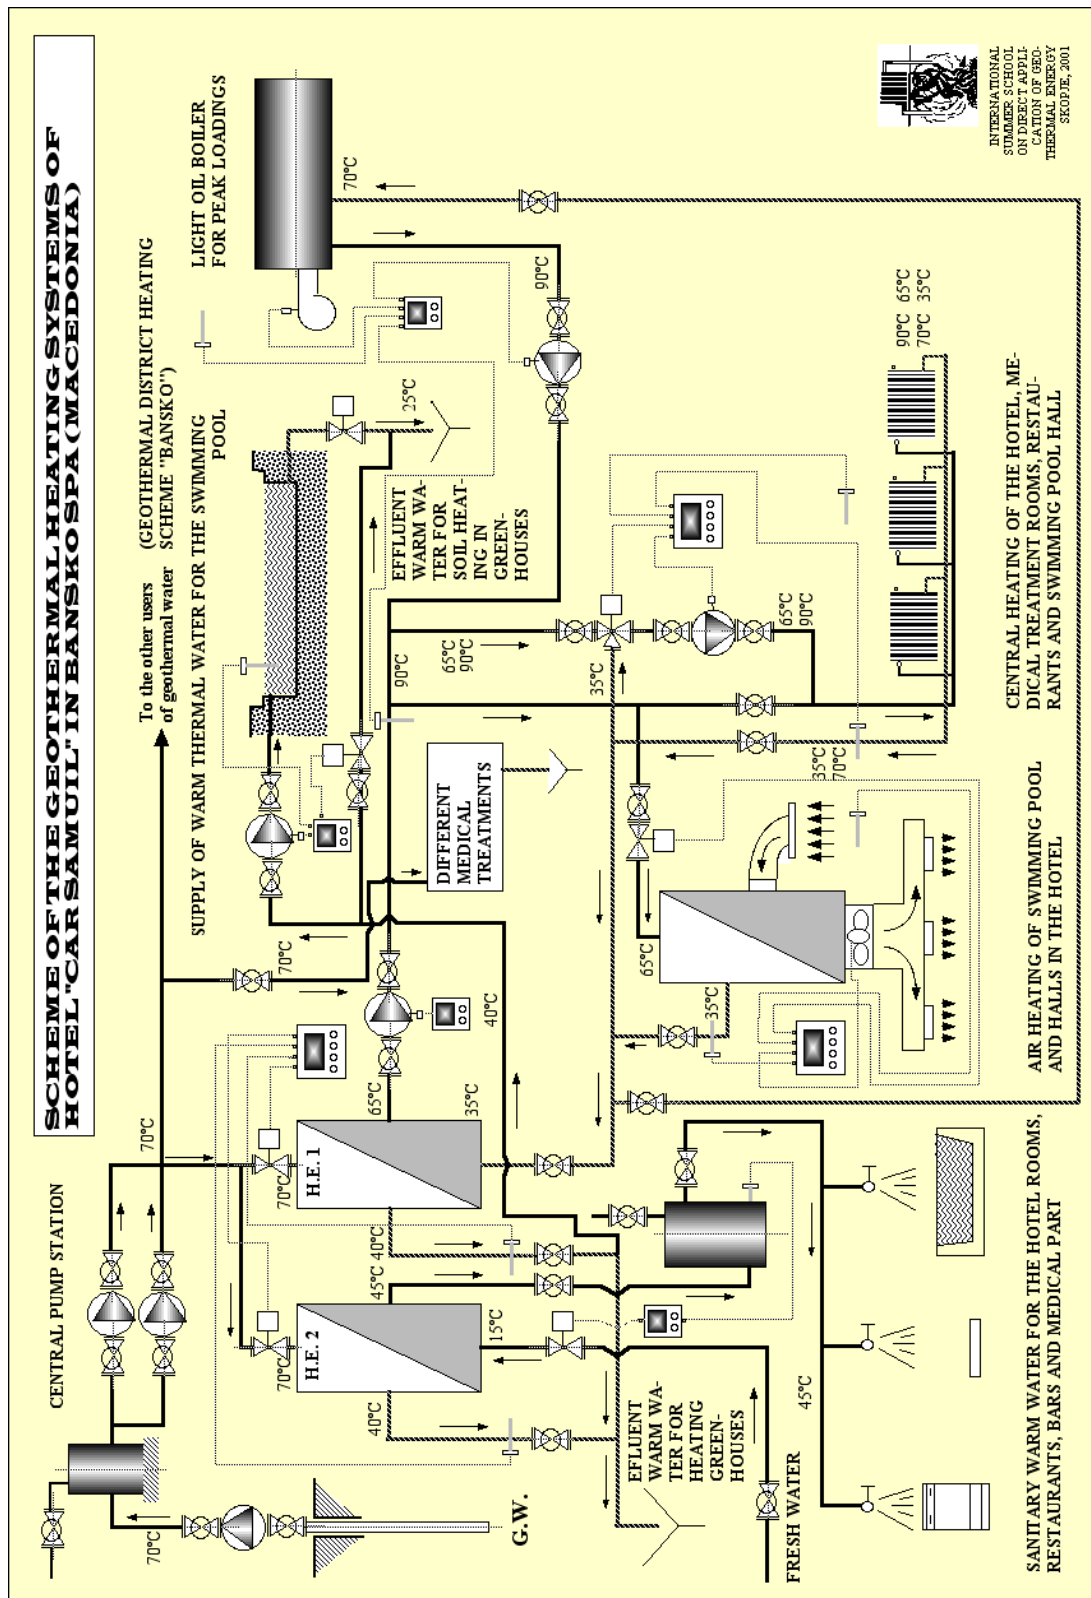 SCHEME OF THE GEOTHERMAL HEATING SYSTEMS OF
HOTEL "CAR SAMUIL" IN BANSKO SPA (MACEDONIA)
CENTRAL PUMP STATION
70°C
70°C
G.W.
To the other users
of geothermal water
(GEOTHERMAL DISTRICT HEATING
SCHEME "BANSKO")
SUPPLY OF WARM THERMAL WATER FOR THE SWIMMING
POOL
LIGHT OIL BOILER
FOR PEAK LOADINGS
70°C
90°C
25°C
EFFLUENT
WARM WA-
TER FOR
SOIL HEAT-
ING IN
GREEN-
HOUSES
70°C
H.E. 2
40°C
45°C
15°C
70°C
H.E. 1
40°C
65°C
35°C
40°C
70°C
DIFFERENT
MEDICAL
TREATMENTS
90°C
65°C
90°C
35°C
65°C
90°C
35°C
70°C
65°C
35°C
90°C 65°C
70°C 35°C
EFLUENT
WARM WA-
TER FOR
HEATING
GREEN-
HOUSES
FRESH WATER
45°C
SANITARY WARM WATER FOR THE HOTEL ROOMS,
RESTAURANTS, BARS AND MEDICAL PART
AIR HEATING OF SWIMMING POOL
AND HALLS IN THE HOTEL
CENTRAL HEATING OF THE HOTEL, ME-
DICAL TREATMENT ROOMS, RESTAU-
RANTS AND SWIMMING POOL HALL
INTERNATIONAL
SUMMER SCHOOL
ON DIRECT APPLI-
CATION OF GEO-
THERMAL ENERGY
SKOPJE, 2001